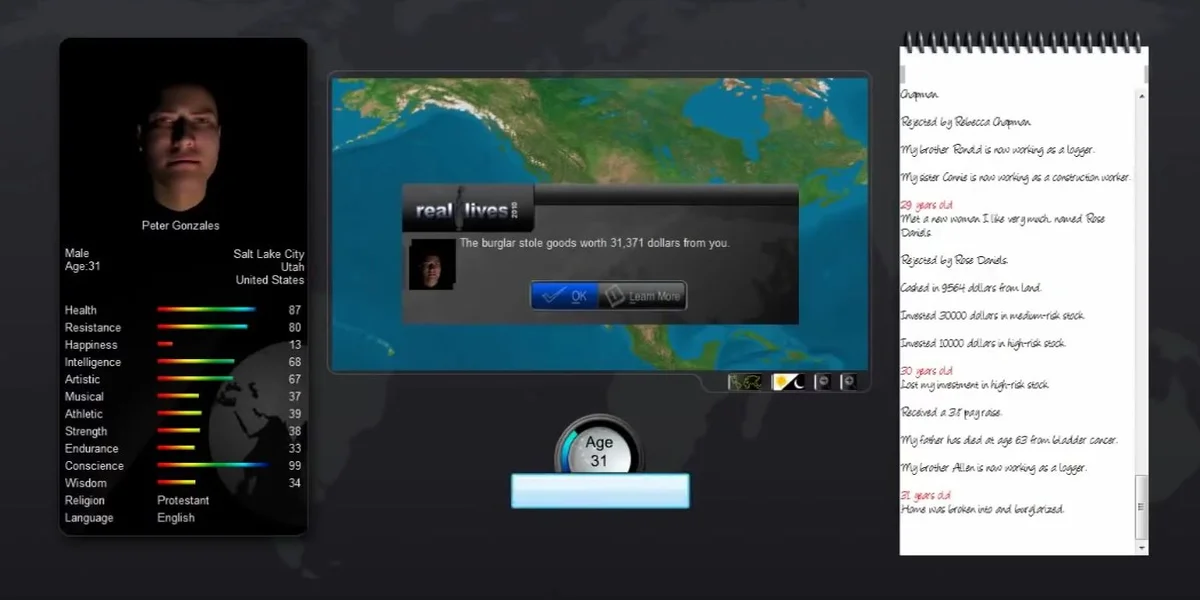 Peter Gonzales
Male
Age:31
Salt Lake City
Utah
United States
Health 87
Resistance 80
Happiness 13
Intelligence 68
Artistic 67
Musical 37
Athletic 39
Strength 38
Endurance 33
Conscience 99
Wisdom 34
Religion Protestant
Language English
real lives 2010
The burglar stole goods worth 31,371 dollars from you.
OK
Learn More
Age
31
Chapman.
Rejected by Rebecca Chapman.
My brother Ronald is now working as a logger.
My sister Connie is now working as a construction worker.
29 years old
Met a new woman I like very much, named Rose
Daniels.
Rejected by Rose Daniels.
Cashed in 9564 dollars from land.
Invested 30000 dollars in medium-risk stock.
Invested 10000 dollars in high-risk stock.
30 years old
Lost my investment in high-risk stock.
Received a 3.% pay raise.
My father has died at age 63 from bladder cancer.
My brother Allen is now working as a logger.
31 years old
Home was broken into and burglarized.